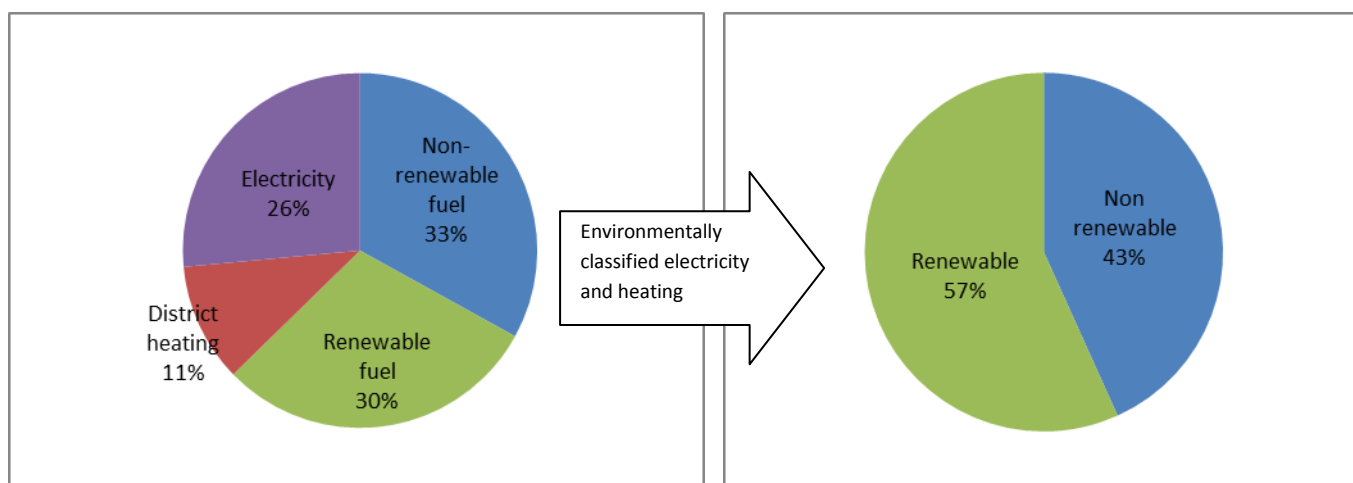 Electricity
26%
Non-
renewable
fuel
33%
District
heating
11%
Renewable
fuel
30%
Environmentally
classified electricity
and heating
Renewable
57%
Non
renewable
43%